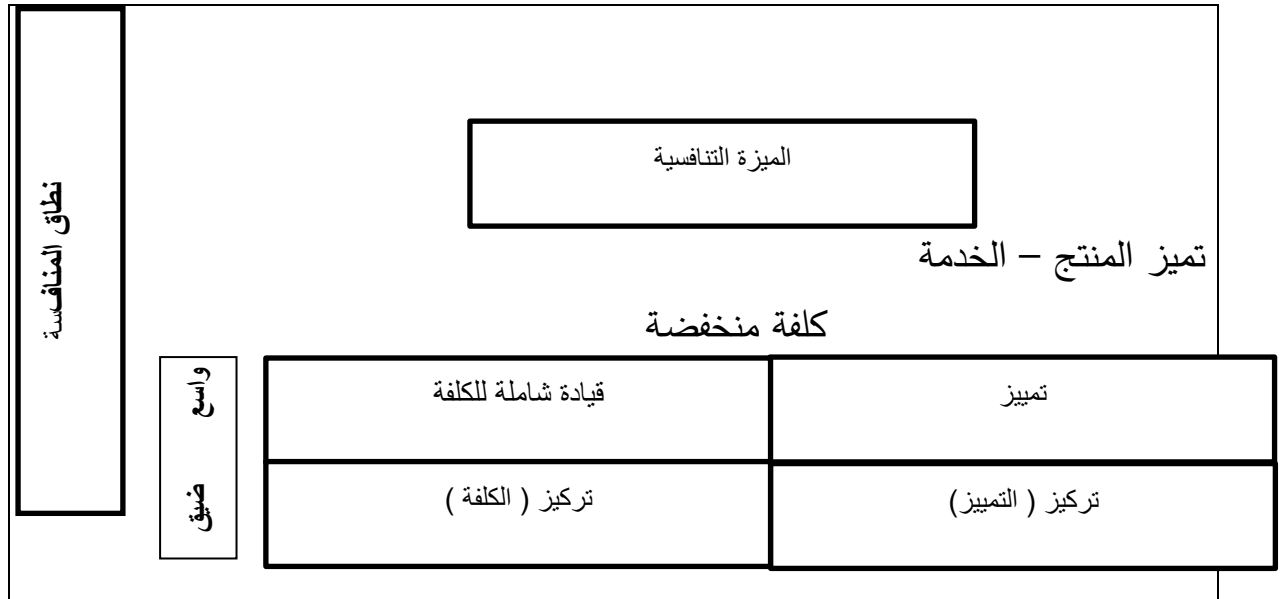 الميزة التنافسية
نطاق المنافسة
تميز المنتج – الخدمة
كلفة منخفضة
واسع
تمييز
قيادة شاملة للكلفة
ضيق
تركيز ( التمييز)
تركيز ( الكلفة )